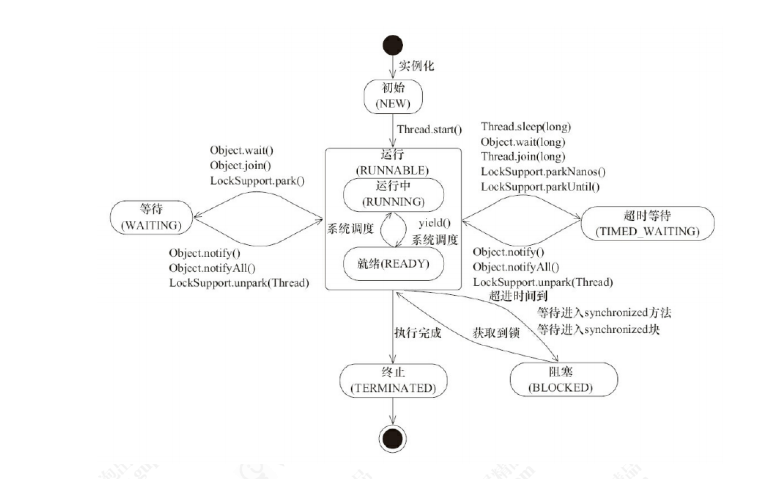 实例化
初始
(NEW)
Thread.start()
Object.wait()
Object.join()
LockSupport.park()
运行
(RUNNABLE)
运行中
(RUNNING)
系统调度
yield()
系统调度
就绪(READY)
Thread.sleep(long)
Object.wait(long)
Thread.join(long)
LockSupport.parkNanos()
LockSupport.parkUntil()
等待
(WAITING)
超时等待
(TIMED_WAITING)
Object.notify()
Object.notifyAll()
LockSupport.unpark(Thread)
Object.notify()
Object.notifyAll()
LockSupport.unpark(Thread)
超进时间到
等待进入synchronized方法
等待进入synchronized块
执行完成
获取到锁
终止
(TERMINATED)
阻塞
(BLOCKED)